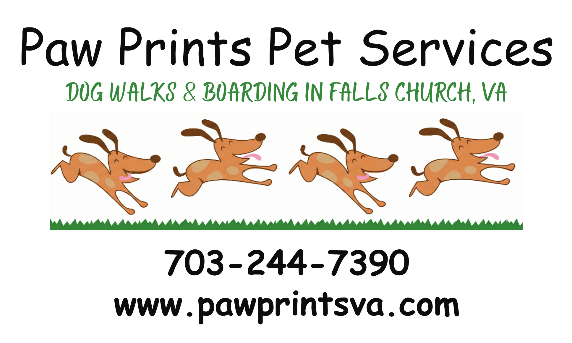 Paw Prints Pet Services
DOG WALKS & BOARDING IN FALLS CHURCH, VA
703-244-7390
www.pawprintsva.com